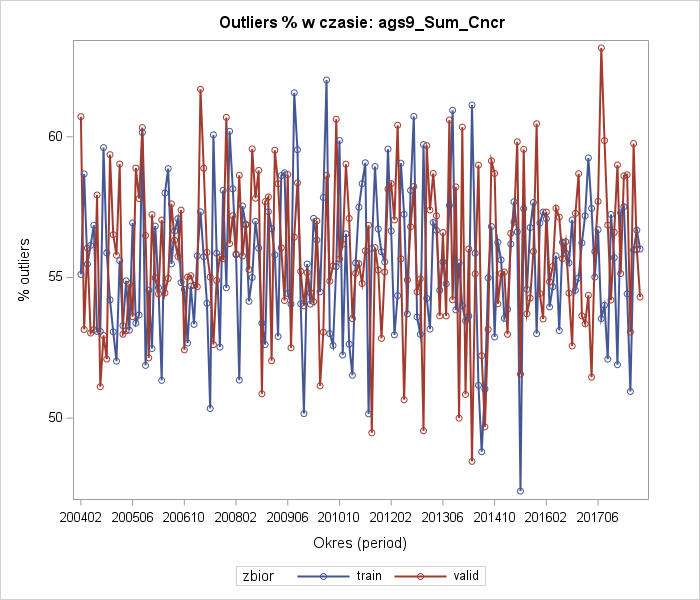 Outliers % w czasie: ags9_Sum_Cncr
% outliers
60
55
50
200402 200506 200610 200802 200906 201010 201202 201306 201410 201602 201706
Okres (period)
zbior train valid